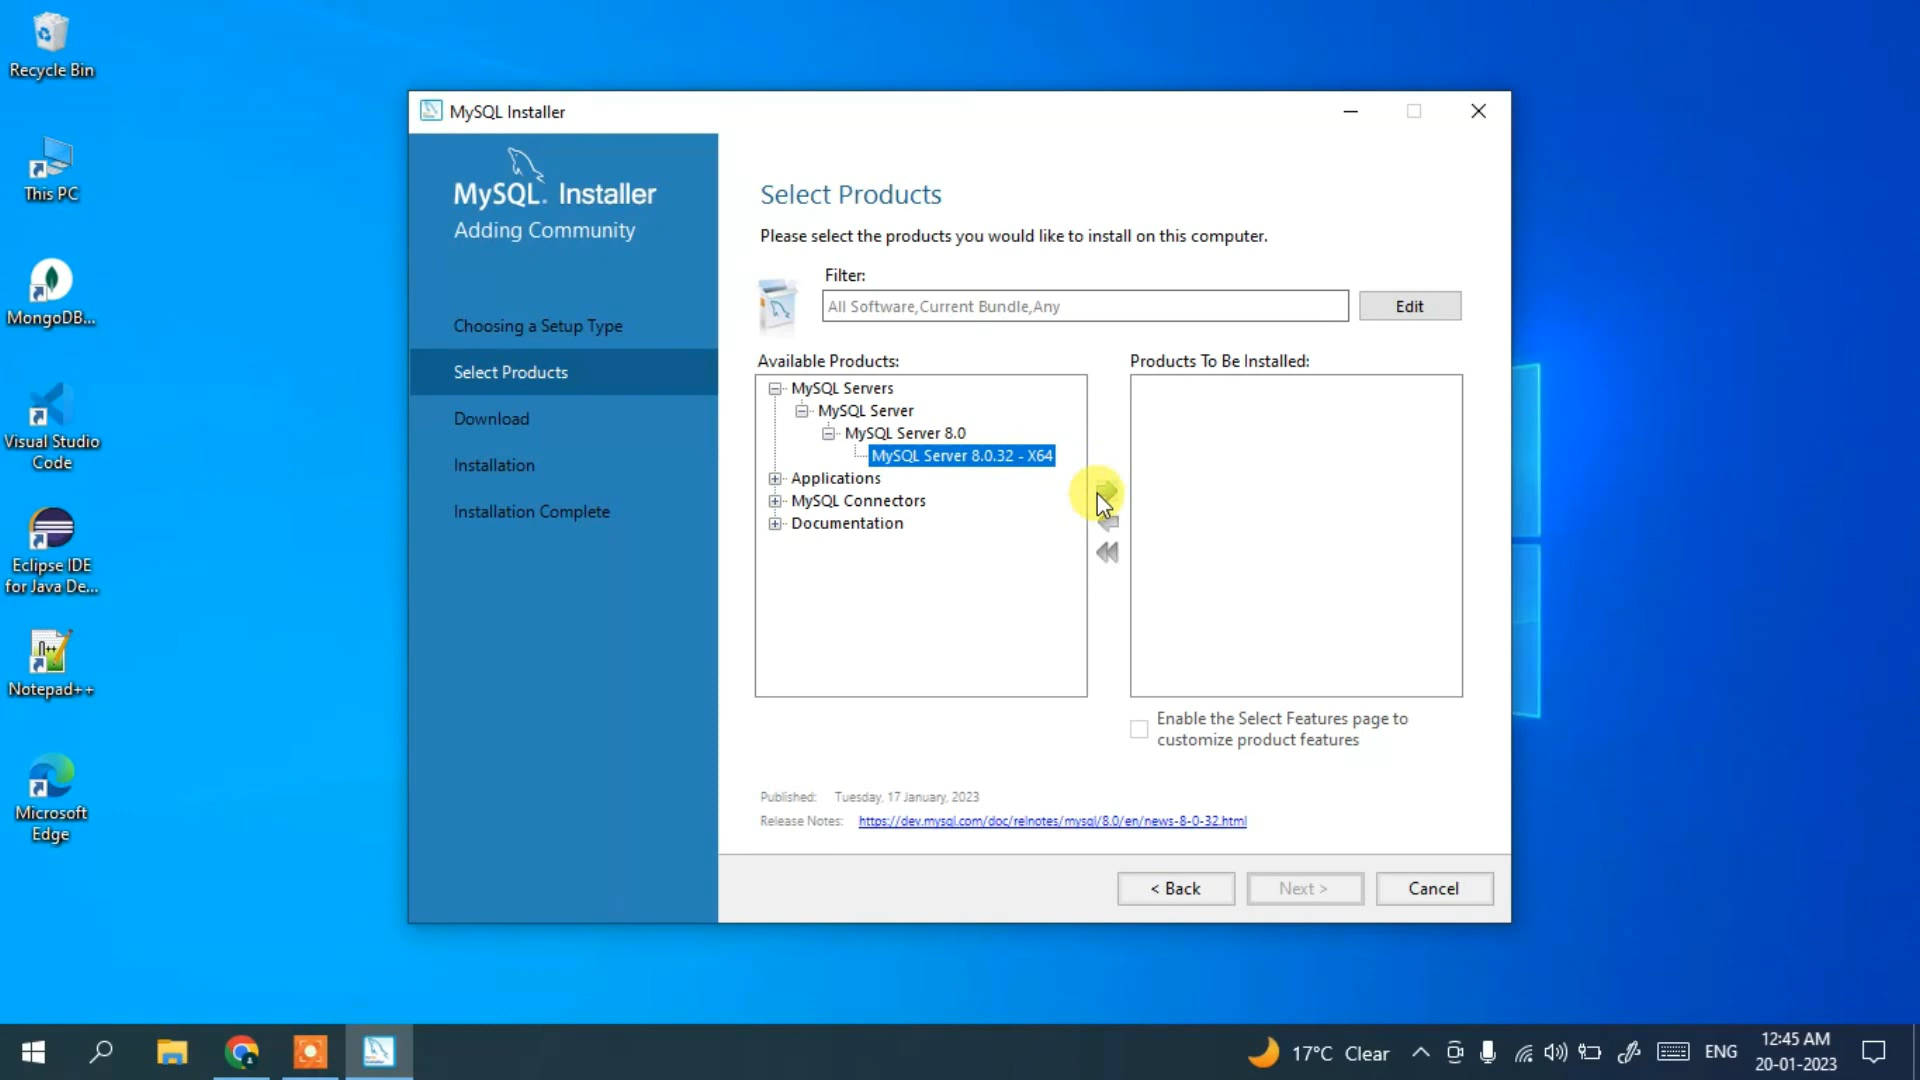 Recycle Bin
This PC
MongoDB...
Visual Studio
Code
Eclipse IDE
for Java De...
Notepad++
Microsoft
Edge
MySQL Installer
MySQL. Installer
Adding Community
Choosing a Setup Type
Select Products
Download
Installation
Installation Complete
Select Products
Please select the products you would like to install on this computer.
Filter:
All Software,Current Bundle,Any
Edit
Available Products:
MySQL Servers
MySQL Server
MySQL Server 8.0
MySQL Server 8.0.32 - X64
Applications
MySQL Connectors
Documentation
Products To Be Installed:
Enable the Select Features page to
customize product features
Published: Tuesday, 17 January, 2023
Release Notes: https://dev.mysql.com/doc/relnotes/mysql/8.0/en/news-8-0-32.html
< Back
Next >
Cancel
17°C Clear
ENG
12:45 AM
20-01-2023